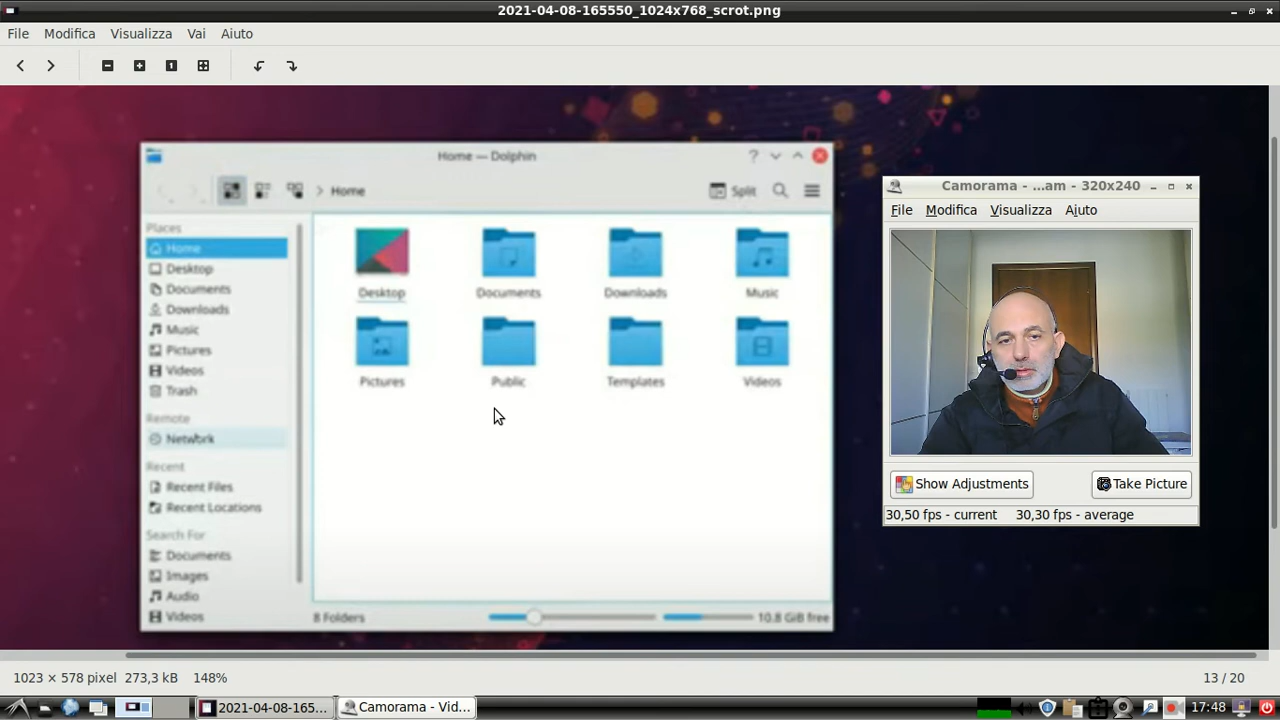 2021-04-08-165550_1024x768_scrot.png
File Modifica Visualizza Vai Aiuto
Home — Dolphin
Home
Split
Places
Home
Desktop
Documents
Downloads
Music
Pictures
Videos
Trash
Remote
Network
Recent
Recent Files
Recent Locations
Search For
Documents
Images
Audio
Videos
Desktop Documents Downloads Music
Pictures Public Templates Videos
8 Folders
10.8 GiB free
Camorama - ...am - 320x240
File Modifica Visualizza Aiuto
Show Adjustments
Take Picture
30,50 fps - current 30,30 fps - average
1023 × 578 pixel 273,3 kB 148%
13 / 20
2021-04-08-165...
Camorama - Vid...
17:48